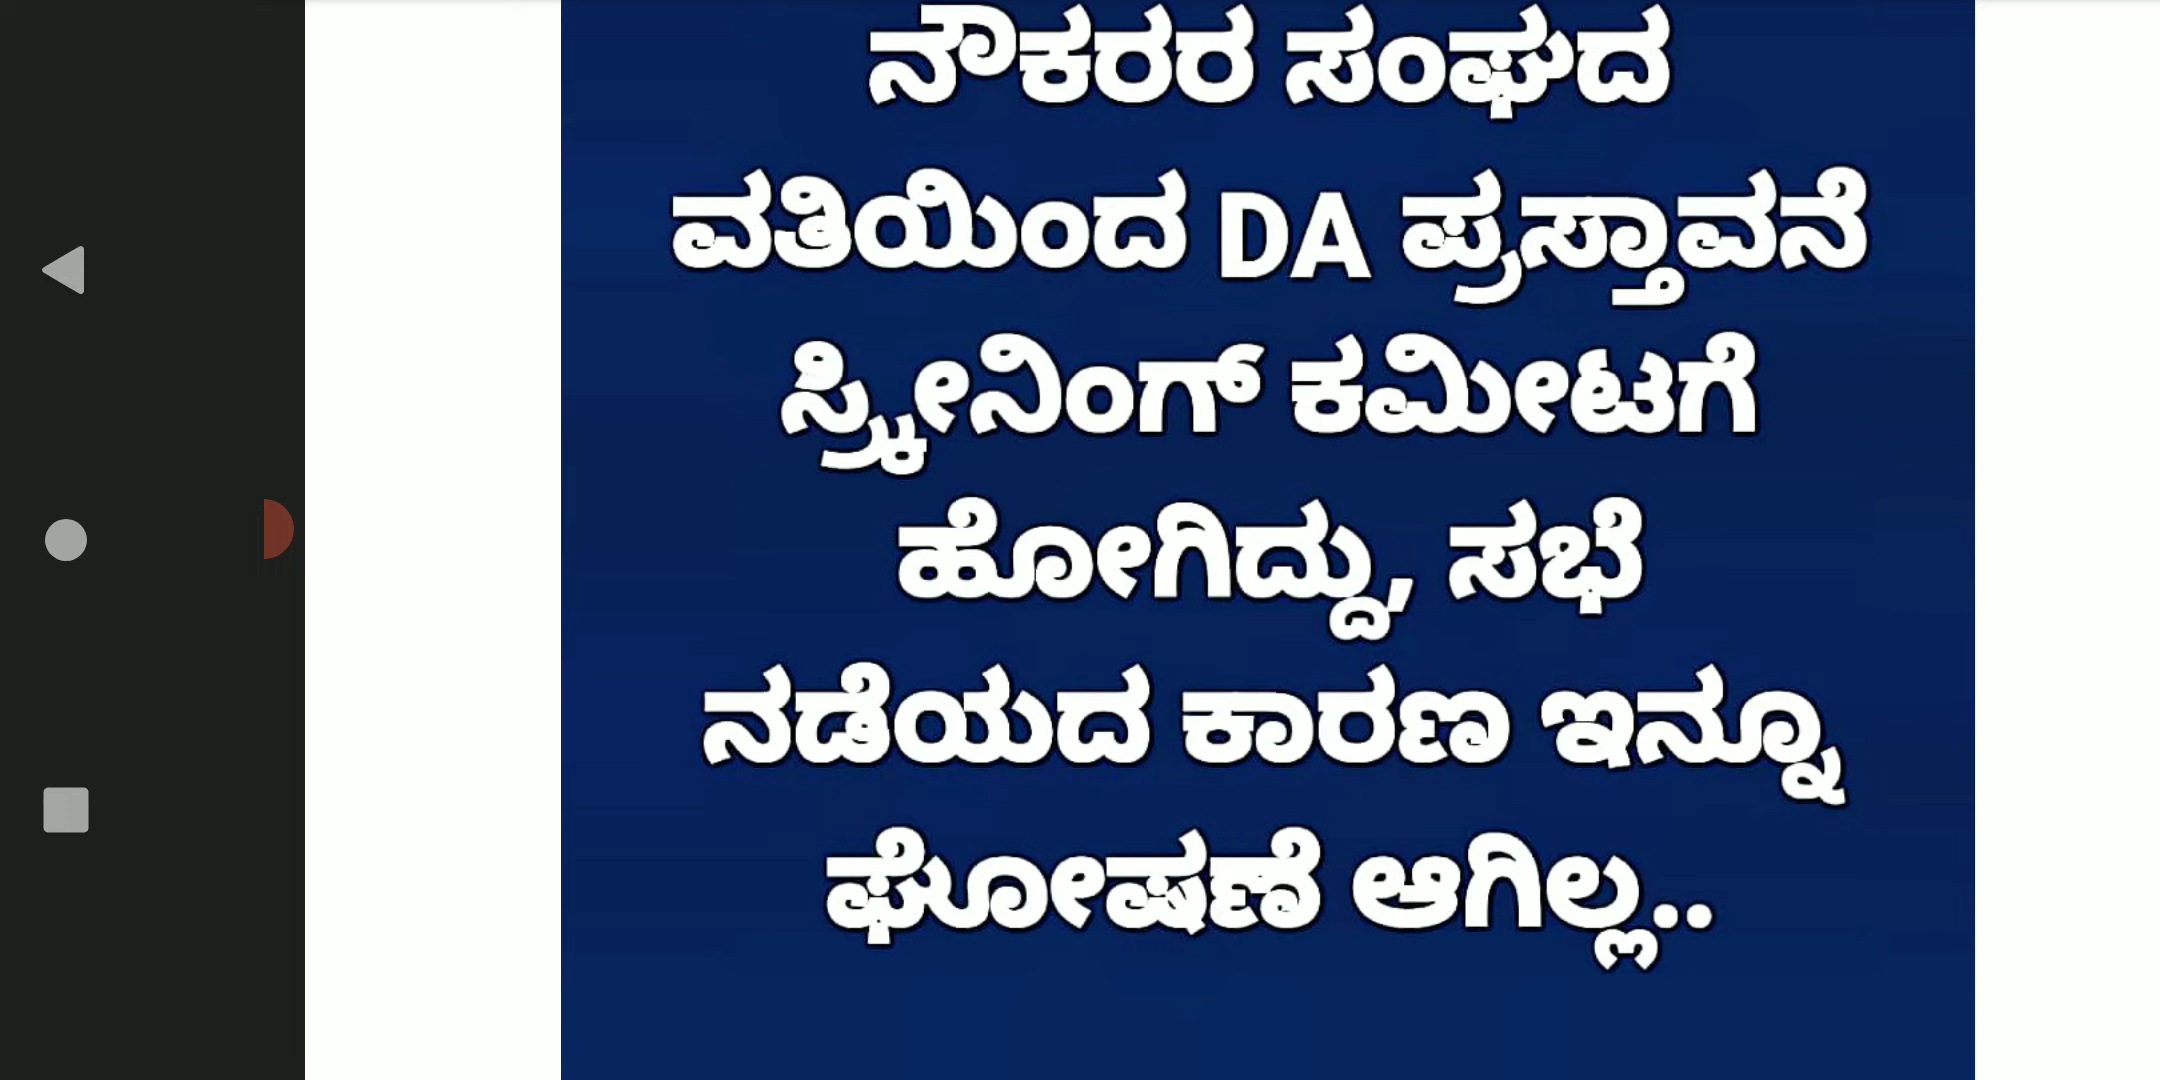 ನೌಕರರ ಸಂಘದ
ವತಿಯಿಂದ DA ಪ್ರಸ್ತಾವನೆ
ಸ್ಕ್ರೀನಿಂಗ್ ಕಮೀಟಗೆ
ಹೋಗಿದ್ದು, ಸಭೆ
ನಡೆಯದ ಕಾರಣ ಇನ್ನೂ
ಘೋಷಣೆ ಆಗಿಲ್ಲ..